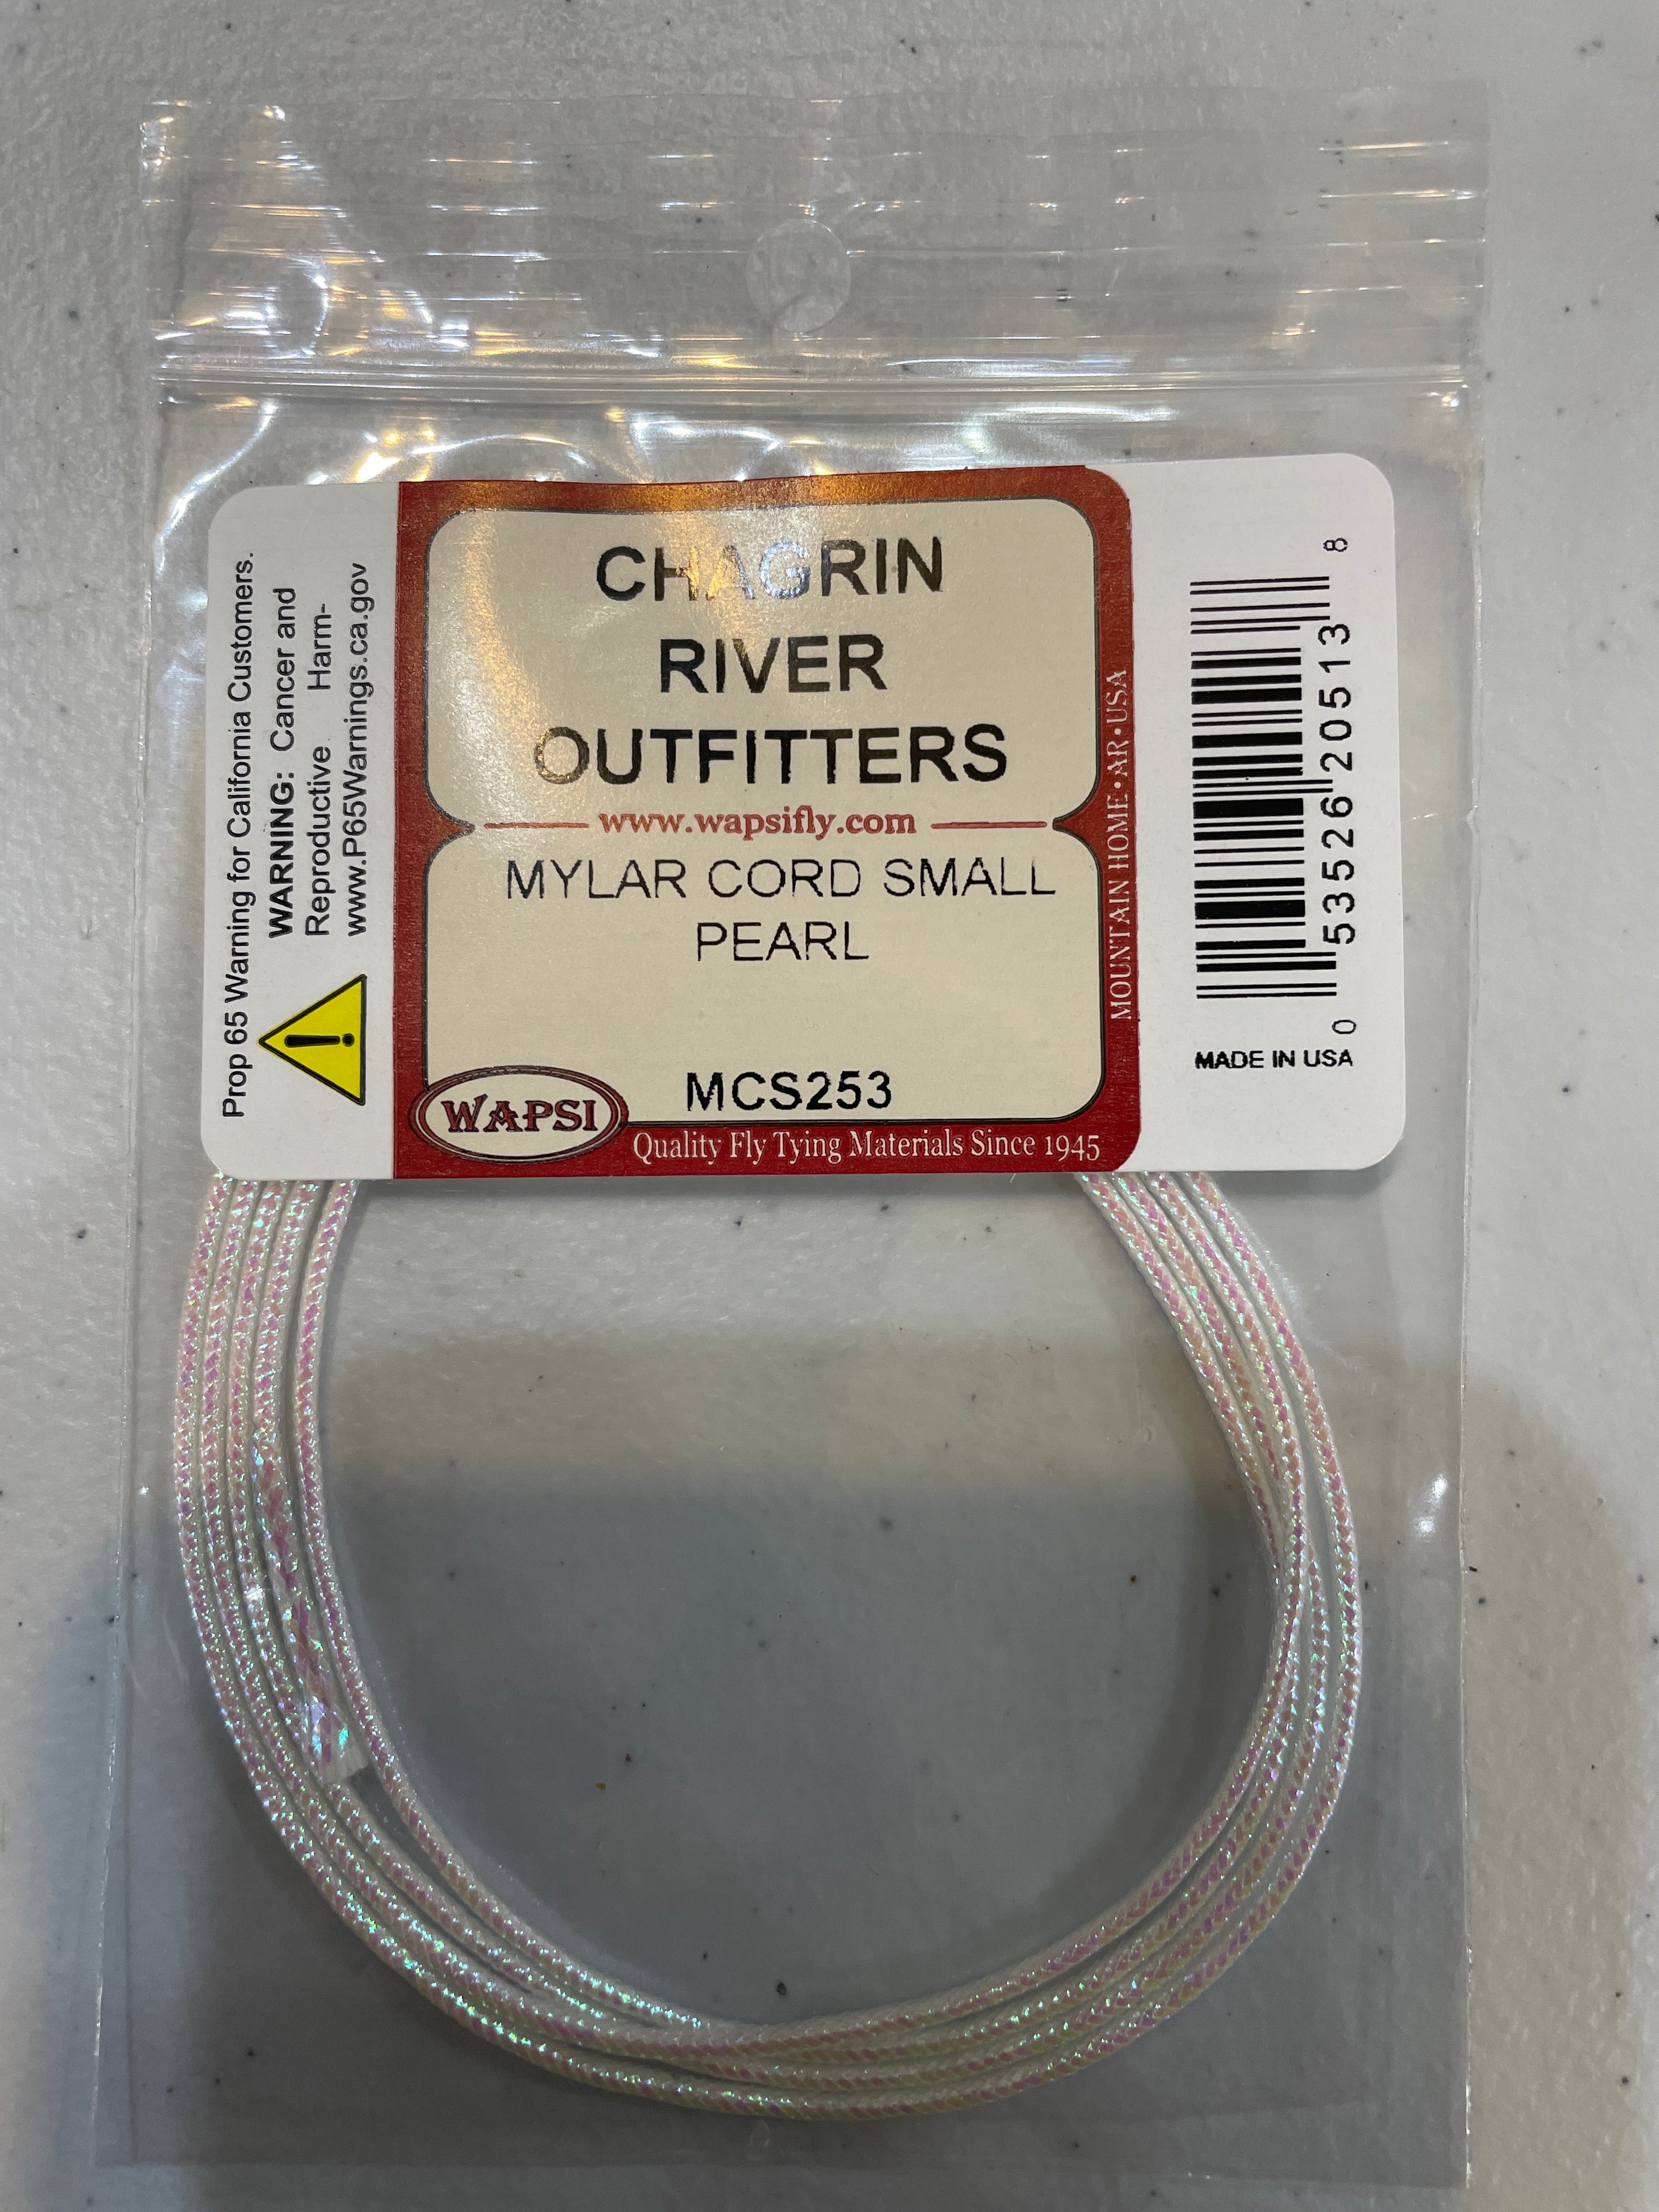 Prop 65 Warning for California Customers.
WARNING: Cancer and
Reproductive Harm-
www.P65Warnings.ca.gov
CHAGRIN
RIVER
OUTFITTERS
www.wapsifly.com
MYLAR CORD SMALL
PEARL
MCS253
WAPSI
Quality Fly Tying Materials Since 1945
MOUNTAIN HOME • AR • USA
0 53526 20513 8
MADE IN USA